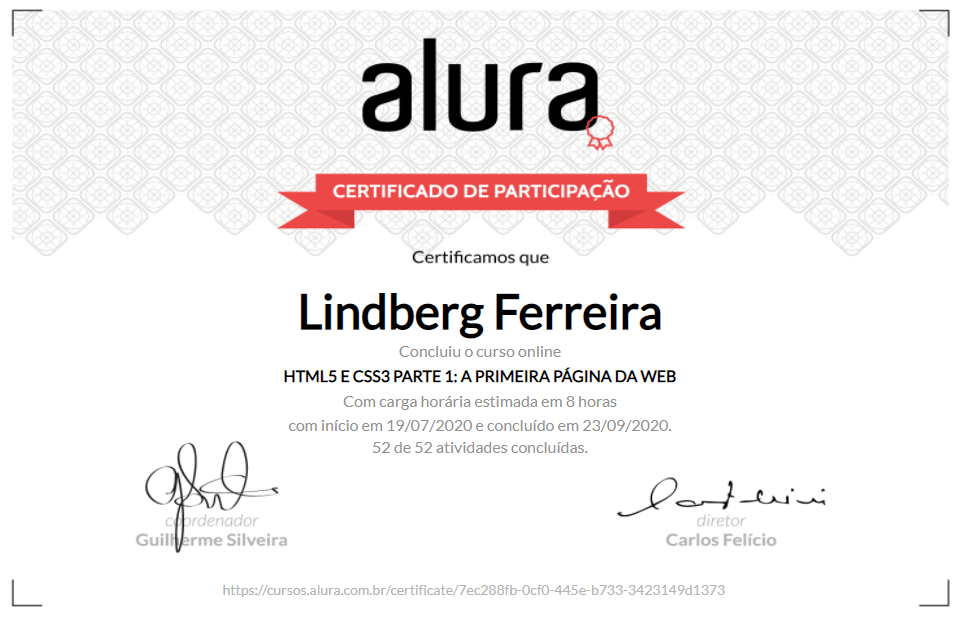 alura
CERTIFICADO DE PARTICIPAÇÃO
Certificamos que
Lindberg Ferreira
Concluiu o curso online
HTML5 E CSS3 PARTE 1: A PRIMEIRA PÁGINA DA WEB
Com carga horária estimada em 8 horas
com início em 19/07/2020 e concluído em 23/09/2020.
52 de 52 atividades concluídas.
coordenador
Guilherme Silveira
diretor
Carlos Felício
https://cursos.alura.com.br/certificate/7ec288fb-0cf0-445e-b733-3423149d1373